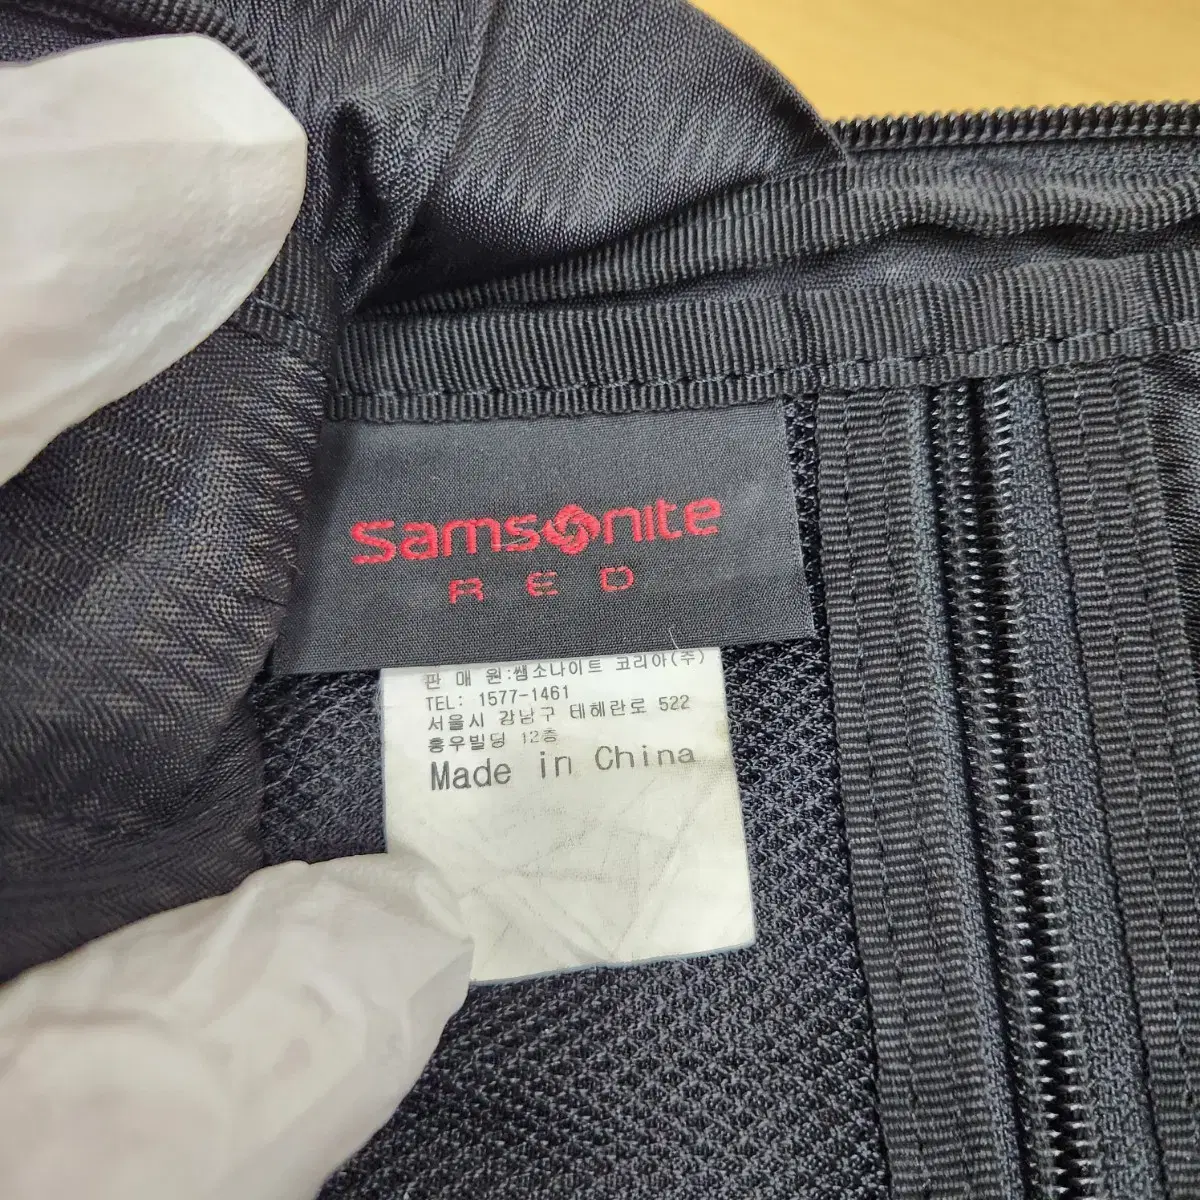 Samsonite
RED
판 매 원:쌤소나이트 코리아(주)
TEL: 1577-1461
서울시 강남구 테헤란로 522
홍우빌딩 12층
Made in China